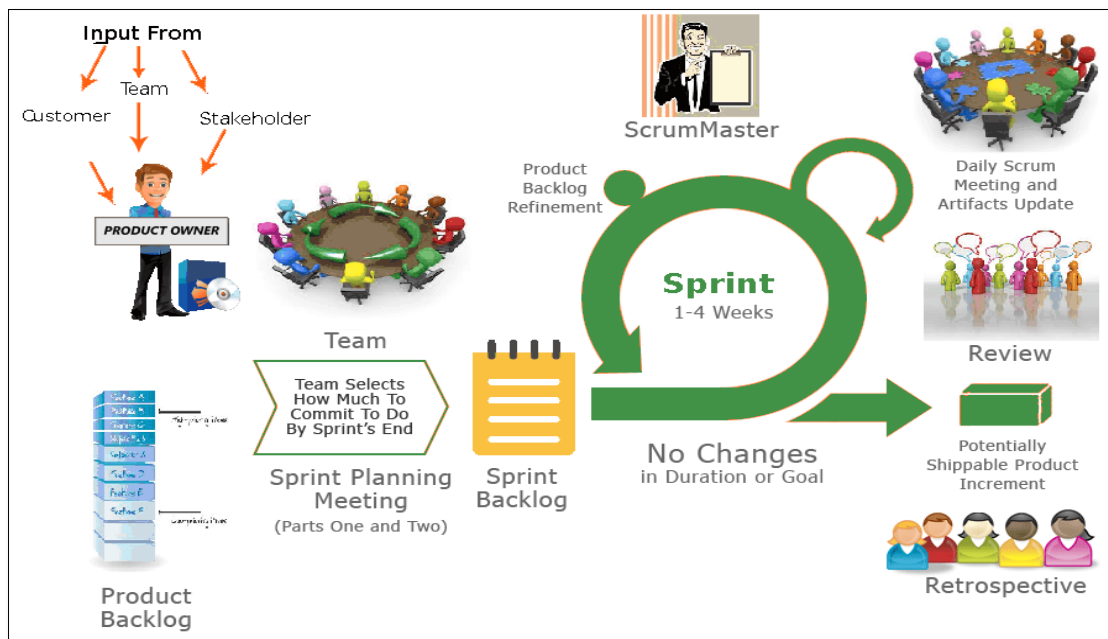 Input From
Team
Customer
Stakeholder
PRODUCT OWNER
Team
Product
Backlog
Team Selects
How Much To
Commit To Do
By Sprint's End
Sprint Planning
Meeting
(Parts One and Two)
Sprint
Backlog
ScrumMaster
Product
Backlog
Refinement
Sprint
1-4 Weeks
No Changes
in Duration or Goal
Daily Scrum
Meeting and
Artifacts Update
Review
Potentially
Shippable Product
Increment
Retrospective